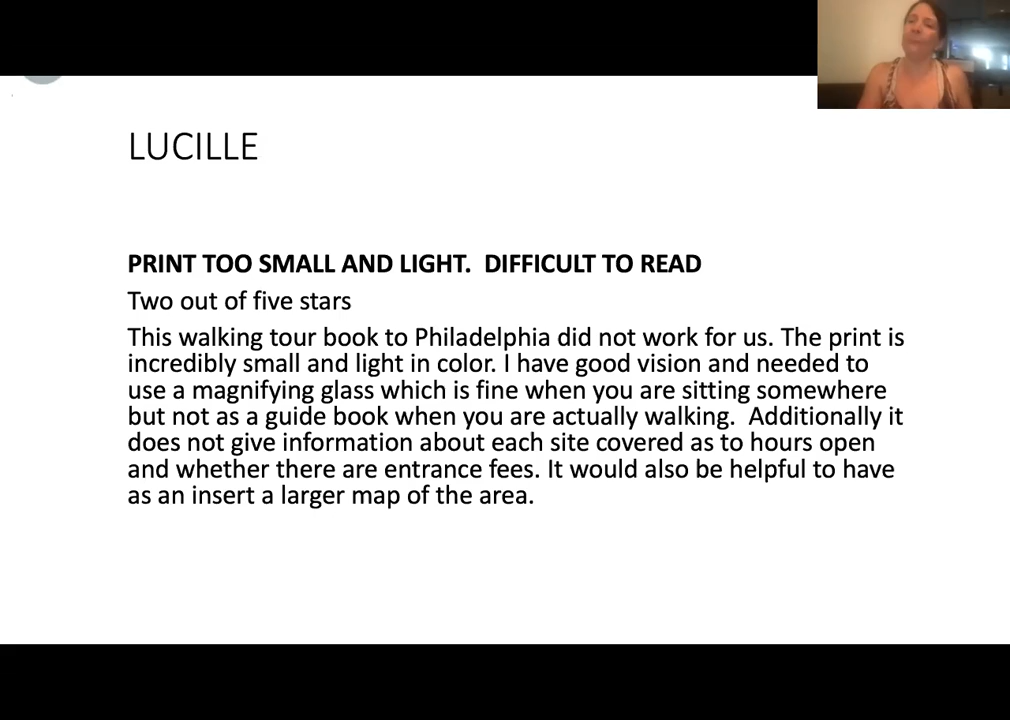 LUCILLE
PRINT TOO SMALL AND LIGHT.  DIFFICULT TO READ
Two out of five stars
This walking tour book to Philadelphia did not work for us. The print is
incredibly small and light in color. I have good vision and needed to
use a magnifying glass which is fine when you are sitting somewhere
but not as a guide book when you are actually walking.  Additionally it
does not give information about each site covered as to hours open
and whether there are entrance fees. It would also be helpful to have
as an insert a larger map of the area.